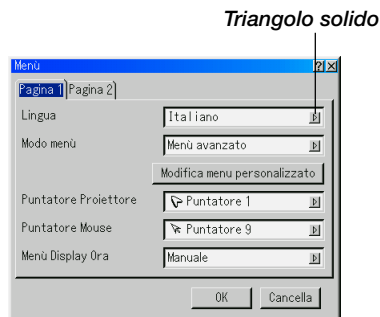 Triangolo solido
Menù
Pagina 1 Pagina 2
Lingua Italiano
Modo menù Menù avanzato
Modifica menu personalizzato
Puntatore Proiettore Puntatore 1
Puntatore Mouse Puntatore 9
Menù Display Ora Manuale
OK Cancella